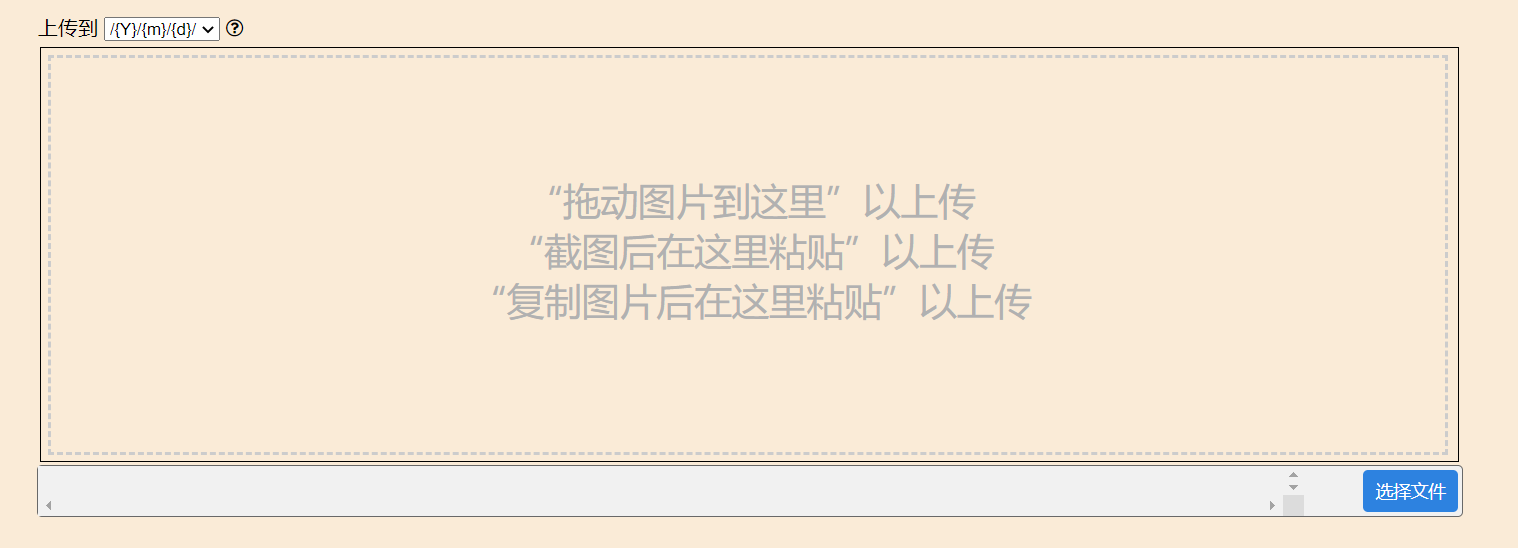 上传到 /{Y}/{m}/{d}/
“拖动图片到这里”以上传
“截图后在这里粘贴”以上传
“复制图片后在这里粘贴”以上传
选择文件